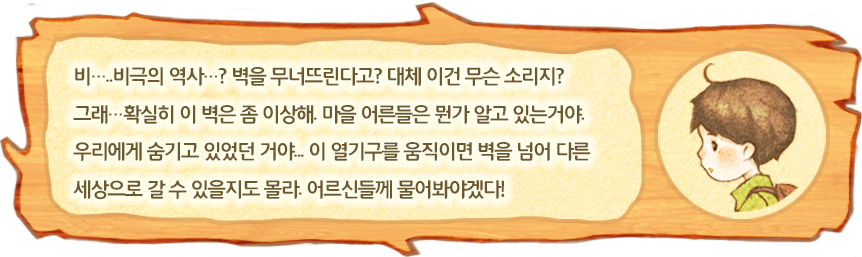 비…..비극의 역사…? 벽을 무너뜨린다고? 대체 이건 무슨 소리지?
그래…확실히 이 벽은 좀 이상해. 마을 어른들은 뭔가 알고 있는거야.
우리에게 숨기고 있었던 거야... 이 열기구를 움직이면 벽을 넘어 다른
세상으로 갈 수 있을지도 몰라. 어르신들께 물어봐야겠다!